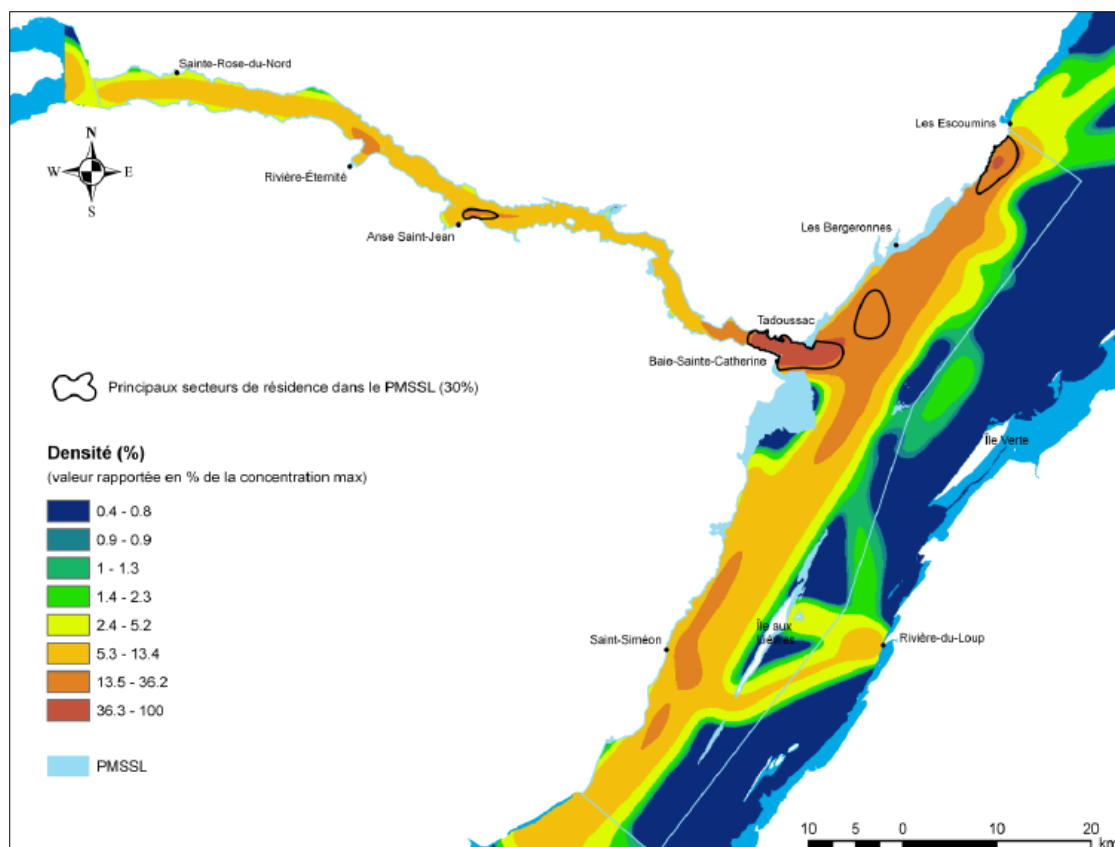 Sainte-Rose-du-Nord
Les Escoumins
N
W E
S
Rivière-Éternité
Anse Saint-Jean
Les Bergeronnes
Tadoussac
Baie-Sainte-Catherine
Principaux secteurs de résidence dans le PMSSL (30%)
Île Verte
Densité (%)
(valeur rapportée en % de la concentration max)
0.4 - 0.8
0.9 - 0.9
1 - 1.3
1.4 - 2.3
2.4 - 5.2
5.3 - 13.4
13.5 - 36.2
36.3 - 100
PMSSL
Saint-Siméon
Île aux
Lièvres
Rivière-du-Loup
10 5 0 10 20
km